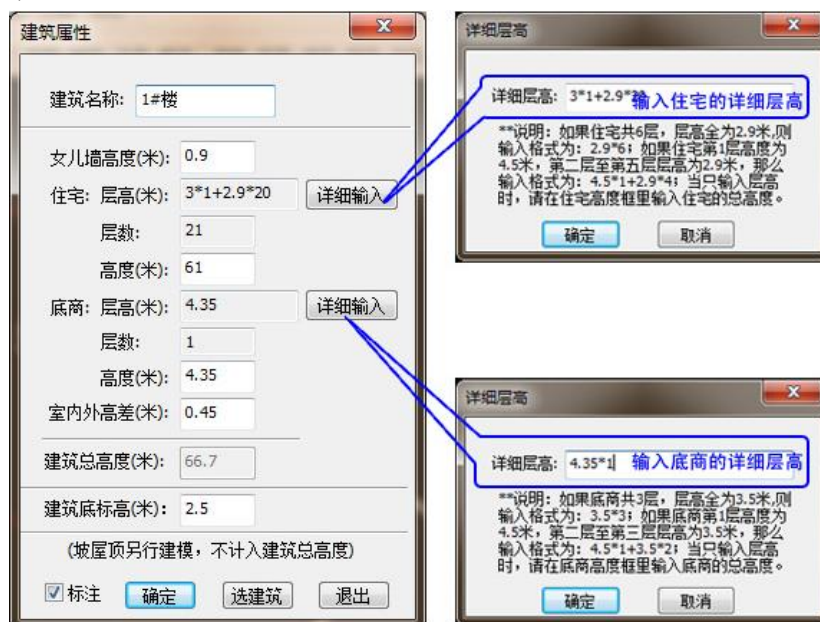 建筑属性
建筑名称: 1#楼
女儿墙高度(米): 0.9
住宅: 层高(米): 3*1+2.9*20 详细输入
层数: 21
高度(米): 61
底商: 层高(米): 4.35 详细输入
层数: 1
高度(米): 4.35
室内外高差(米): 0.45
建筑总高度(米): 66.7
建筑底标高(米): 2.5
(坡屋顶另行建模，不计入建筑总高度)
标注 确定 选建筑 退出
详细层高
详细层高: 3*1+2.9*20 输入住宅的详细层高
**说明: 如果住宅共6层，层高全为2.9米,则
输入格式为: 2.9*6; 如果住宅第1层高度为
4.5米，第二层至第五层层高为2.9米，那么
输入格式为: 4.5*1+2.9*4; 当只输入层高
时，请在住宅高度框里输入住宅的总高度。
确定 取消
详细层高
详细层高: 4.35*1 输入底商的详细层高
**说明: 如果底商共3层，层高全为3.5米,则
输入格式为: 3.5*3; 如果底商第1层高度为
4.5米，第二层至第三层层高为3.5米，那么
输入格式为: 4.5*1+3.5*2; 当只输入层高
时，请在底商高度框里输入底商的总高度。
确定 取消